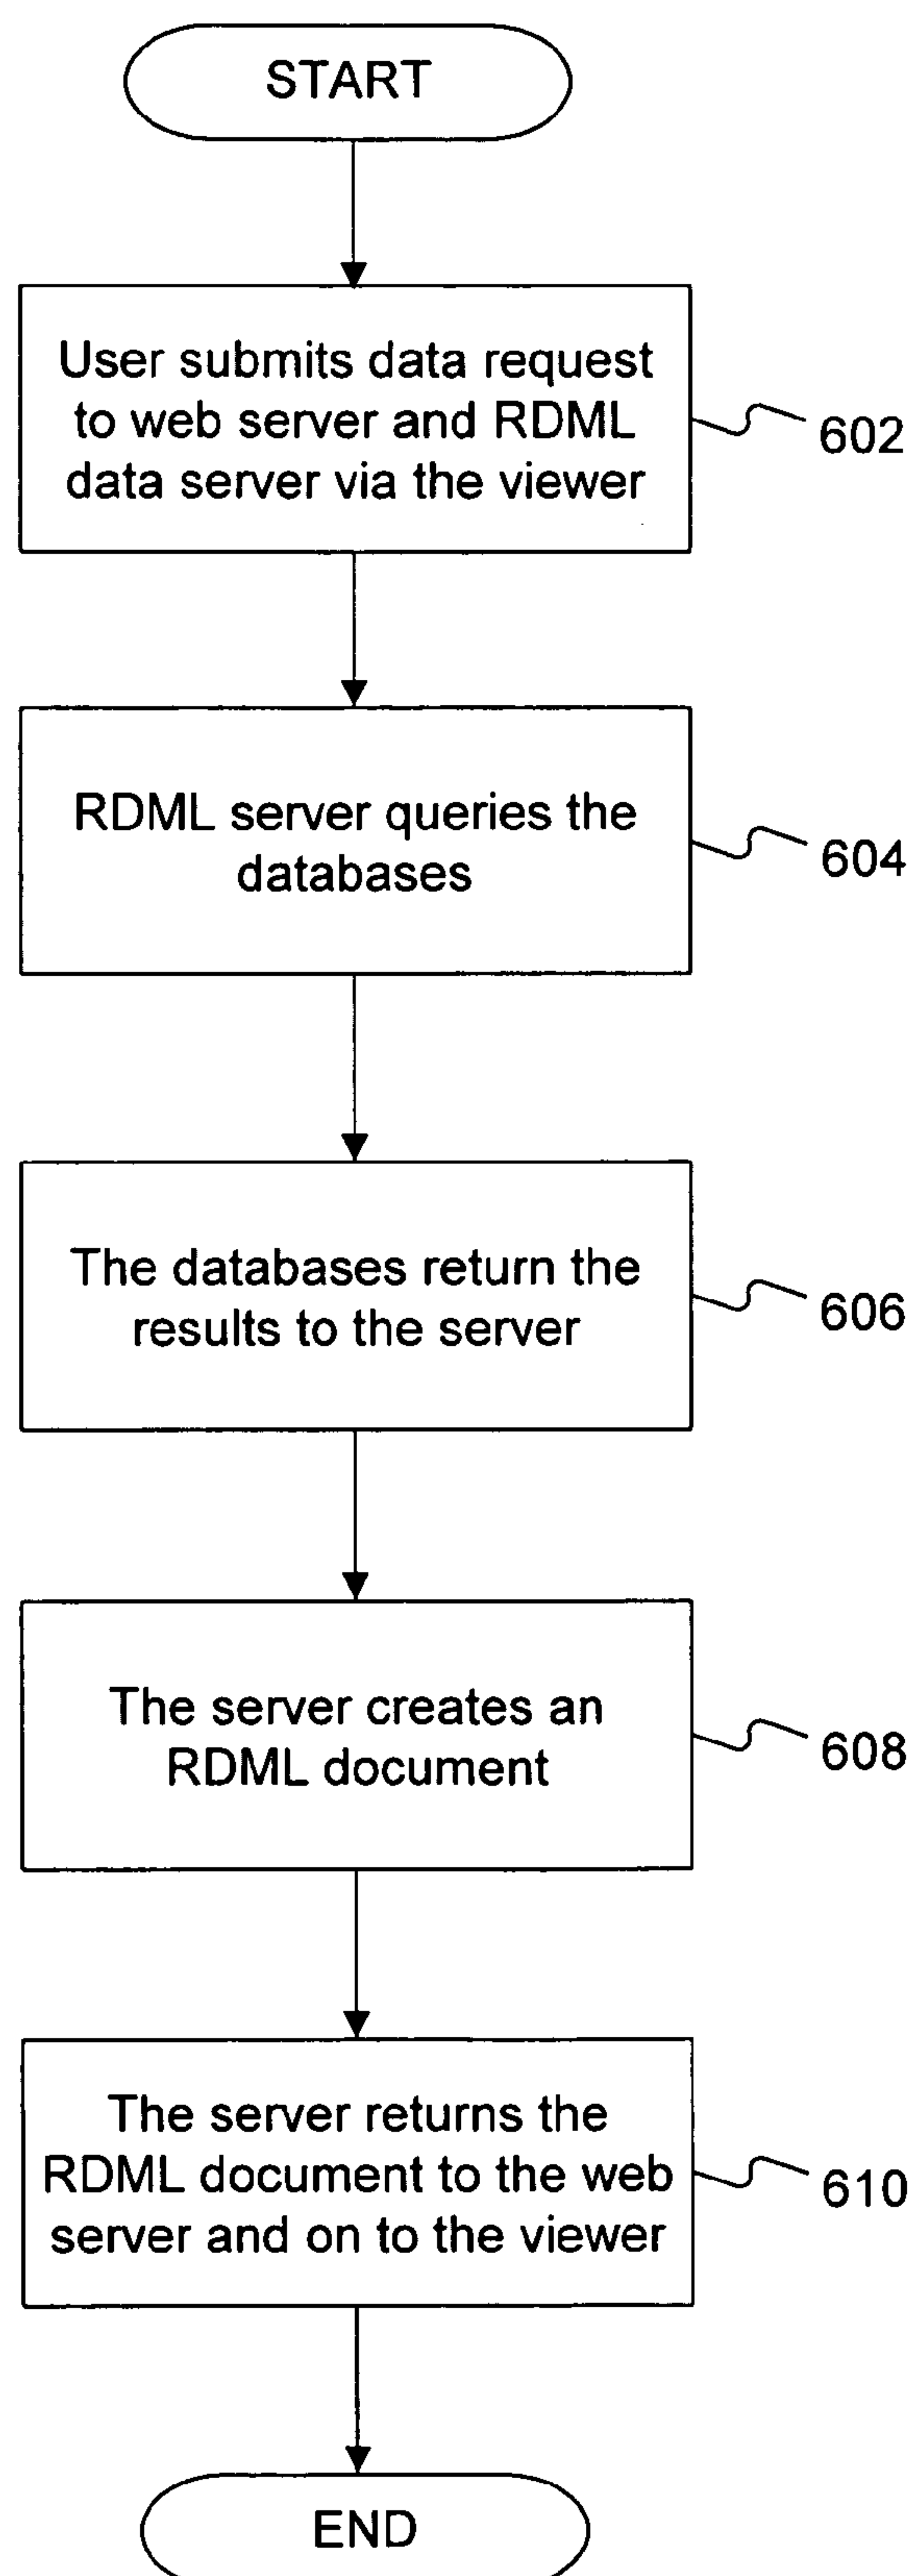 START
User submits data request
to web server and RDML
data server via the viewer
602
RDML server queries the
databases
604
The databases return the
results to the server
606
The server creates an
RDML document
608
The server returns the
RDML document to the web
server and on to the viewer
610
END